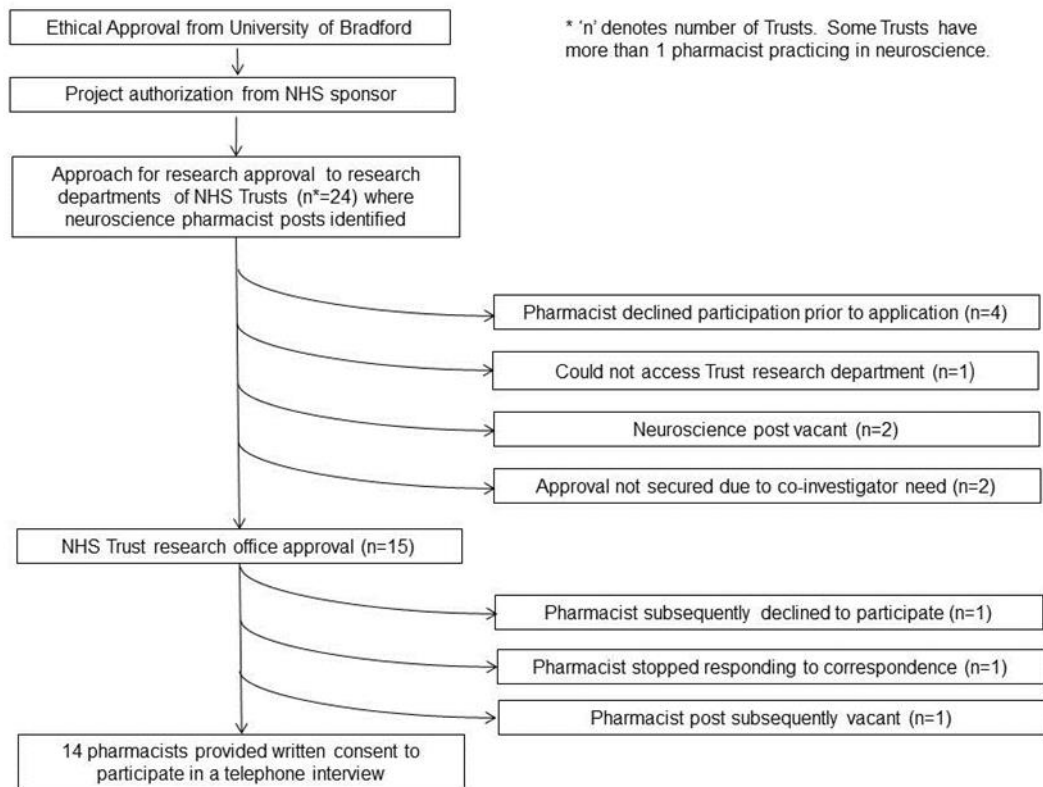 Ethical Approval from University of Bradford
* 'n' denotes number of Trusts. Some Trusts have
more than 1 pharmacist practicing in neuroscience.
Project authorization from NHS sponsor
Approach for research approval to research
departments of NHS Trusts (n*=24) where
neuroscience pharmacist posts identified
Pharmacist declined participation prior to application (n=4)
Could not access Trust research department (n=1)
Neuroscience post vacant (n=2)
Approval not secured due to co-investigator need (n=2)
NHS Trust research office approval (n=15)
Pharmacist subsequently declined to participate (n=1)
Pharmacist stopped responding to correspondence (n=1)
Pharmacist post subsequently vacant (n=1)
14 pharmacists provided written consent to
participate in a telephone interview